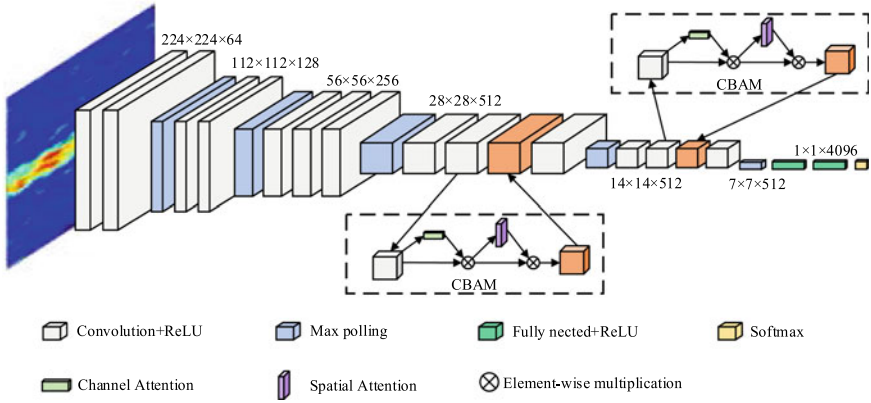 224×224×64
112×112×128
56×56×256
28×28×512
CBAM
1×1×4096
14×14×512
7×7×512
CBAM
Convolution+ReLU
Max polling
Fully nected+ReLU
Softmax
Channel Attention
Spatial Attention
Element-wise multiplication